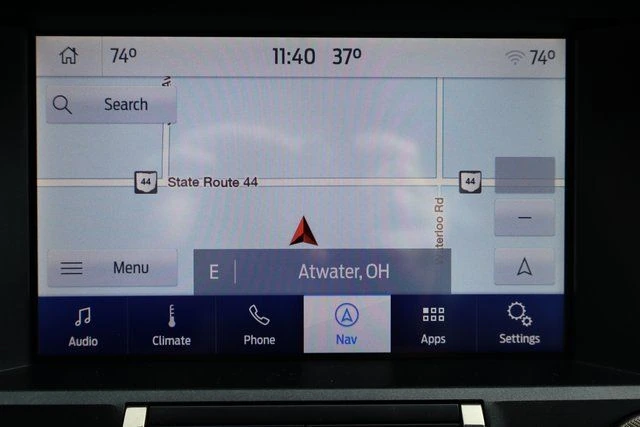 74° 11:40 37° 74°
Search
44 State Route 44 44
Waterloo Rd
−
Menu
E | Atwater, OH
Audio Climate Phone Nav Apps Settings